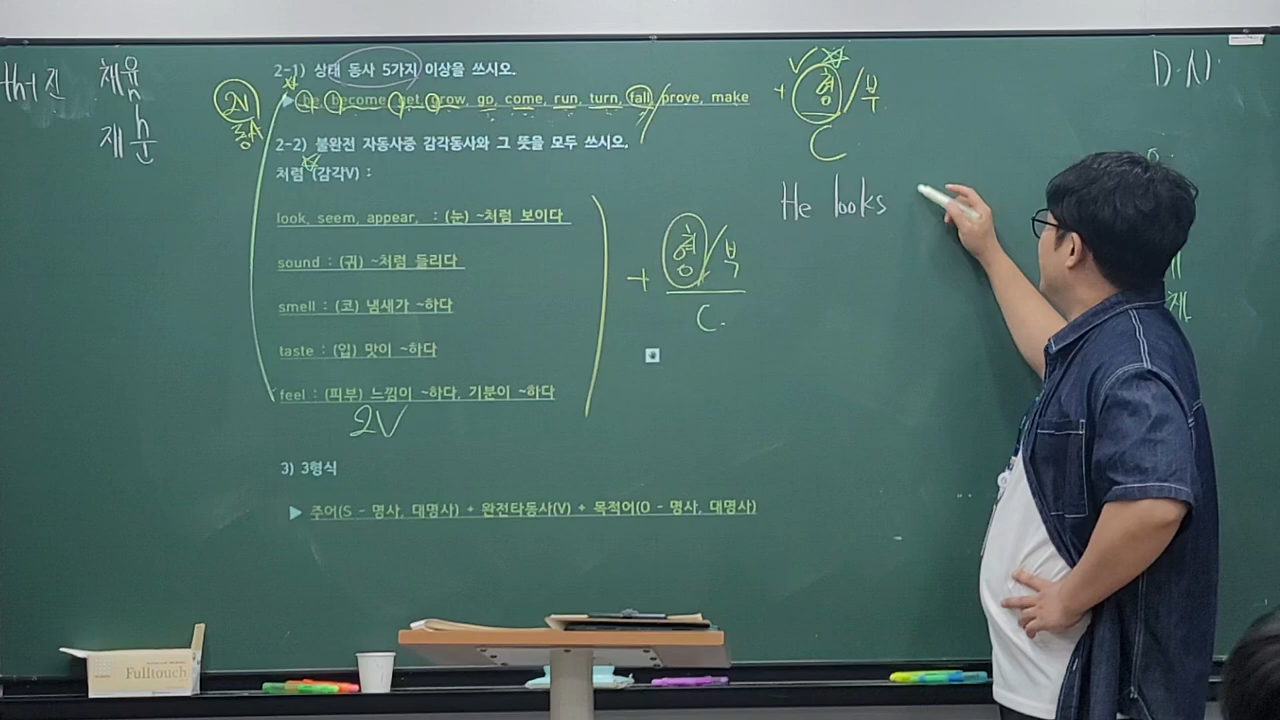 채윤
재훈
2V
동사
2-1) 상태 동사 5가지 이상을 쓰시오.
▶ be, become, get, grow, go, come, run, turn, fall, prove, make
+ 형/부
C
D.A
2-2) 불완전 자동사중 감각동사와 그 뜻을 모두 쓰시오.
처럼 (감각V) :
He looks
look, seem, appear, : (눈) ~처럼 보이다
sound : (귀) ~처럼 들리다
smell : (코) 냄새가 ~하다
taste : (입) 맛이 ~하다
feel : (피부) 느낌이 ~하다, 기분이 ~하다
+ 형/부
C.
2V
3) 3형식
▶ 주어(S - 명사, 대명사) + 완전타동사(V) + 목적어(O - 명사, 대명사)
Fulltouch